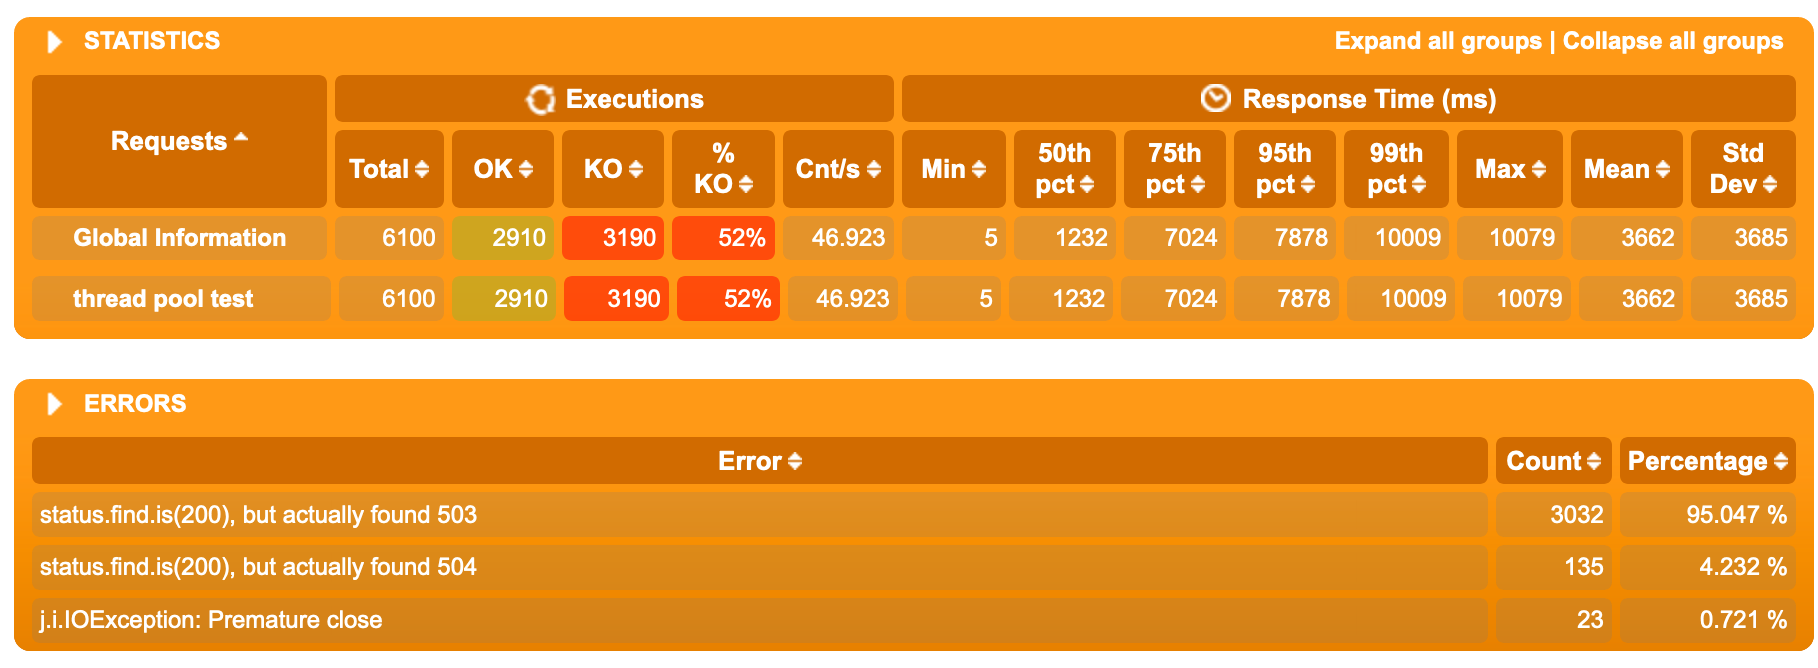 STATISTICS Expand all groups | Collapse all groups
Requests Executions Response Time (ms)
Total OK KO % KO Cnt/s Min 50th pct 75th pct 95th pct 99th pct Max Mean Std Dev
Global Information 6100 2910 3190 52% 46.923 5 1232 7024 7878 10009 10079 3662 3685
thread pool test 6100 2910 3190 52% 46.923 5 1232 7024 7878 10009 10079 3662 3685
ERRORS
Error Count Percentage
status.find.is(200), but actually found 503 3032 95.047 %
status.find.is(200), but actually found 504 135 4.232 %
j.i.IOException: Premature close 23 0.721 %